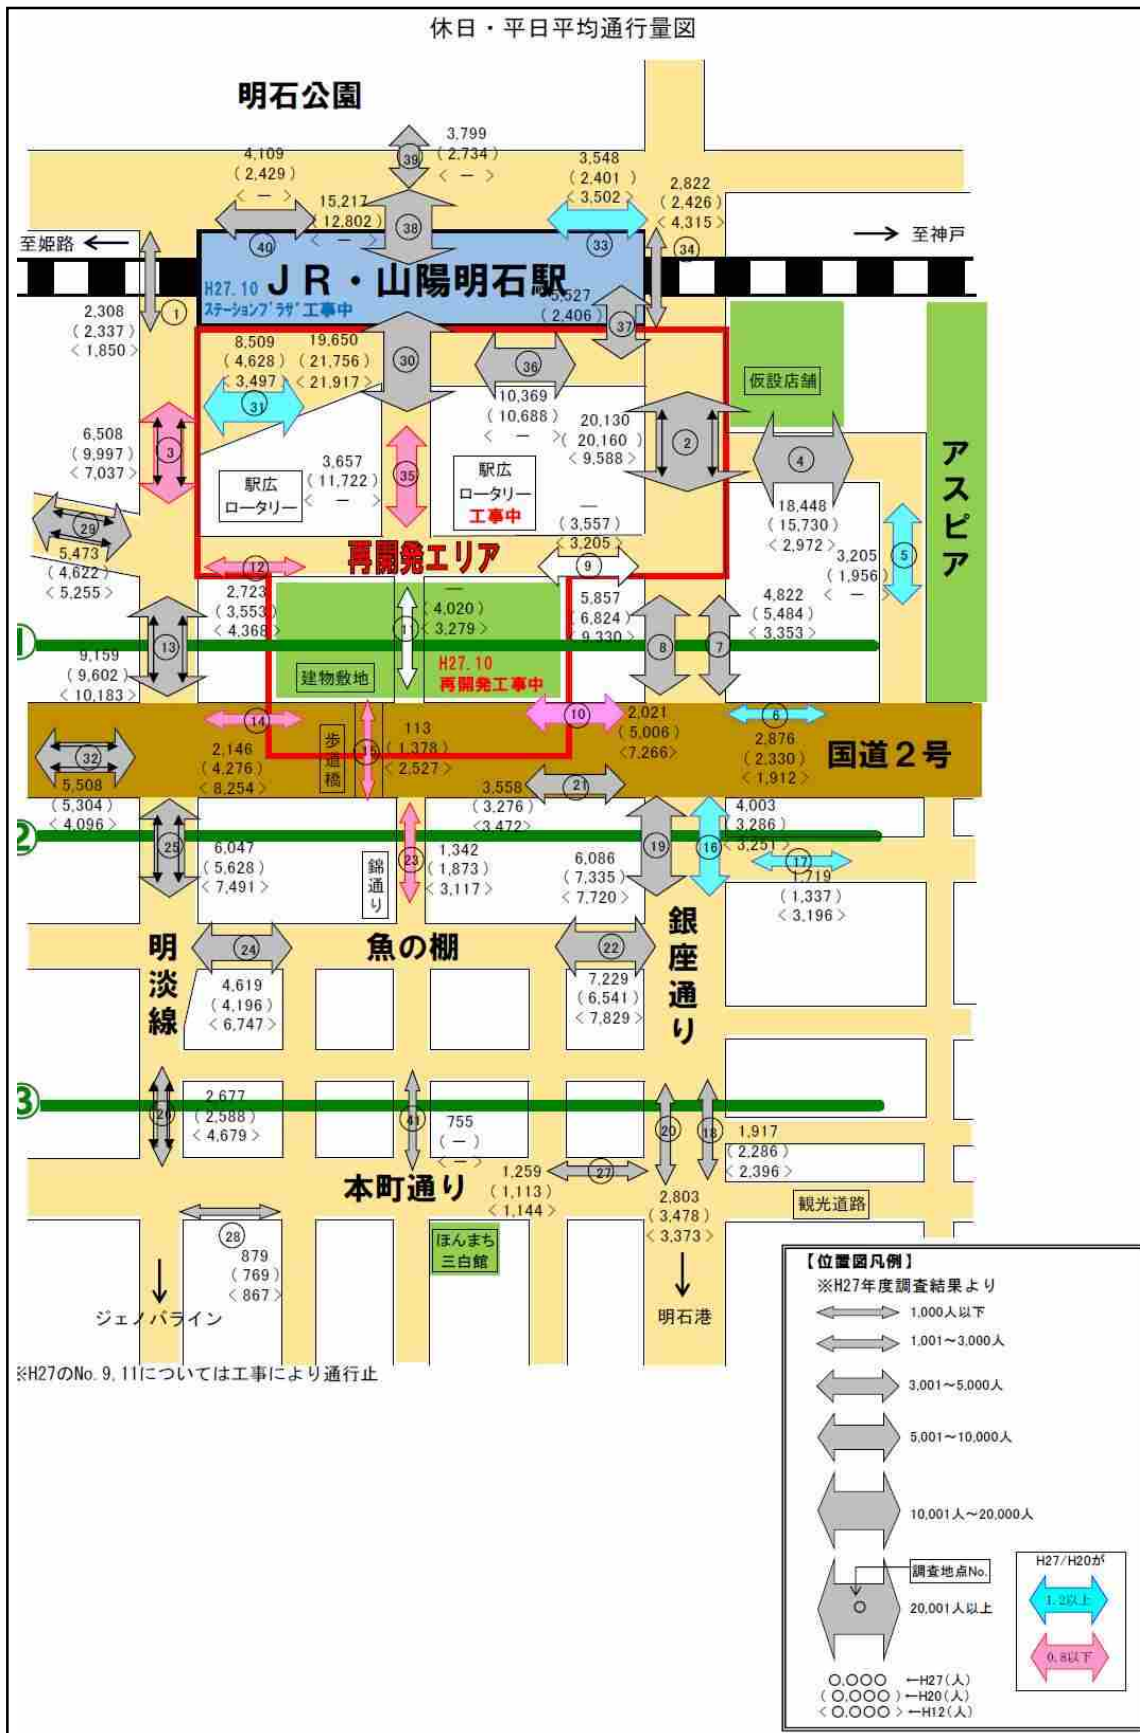 休日・平日平均通行量図
明石公園
39
3,799
( 2,734 )
< － >
4,109
( 2,429 )
< － >
40
15,217
( 12,802 )
< － >
38
3,548
( 2,401 )
< 3,502 >
33
2,822
( 2,426 )
< 4,315 >
34
至姫路
至神戸
ＪＲ・山陽明石駅
H27.10
ステーションプラザ工事中
5,527
( 2,406 )
37
2,308
( 2,337 )
< 1,850 >
1
8,509
( 4,628 )
< 3,497 >
31
19,650
( 21,756 )
< 21,917 >
30
36
10,369
( 10,688 )
< － >
仮設店舗
20,130
( 20,160 )
< 9,588 >
2
4
18,448
( 15,730 )
< 2,972 >
アスピア
6,508
( 9,997 )
< 7,037 >
3
駅広
ロータリー
3,657
( 11,722 )
< － >
35
駅広
ロータリー
工事中
29
5,473
( 4,622 )
< 5,255 >
―
( 3,557 )
< 3,205 >
9
3,205
( 1,956 )
< － >
5
再開発エリア
12
2,723
( 3,553 )
< 4,368 >
―
( 4,020 )
< 3,279 >
11
5,857
( 6,824 )
< 9,330 >
8
7
4,822
( 5,484 )
< 3,353 >
①
13
9,159
( 9,602 )
< 10,183 >
建物敷地
H27.10
再開発工事中
14
2,146
( 4,276 )
< 8,254 >
歩道橋
15
113
( 1,378 )
< 2,527 >
10
2,021
( 5,006 )
<7,266>
6
2,876
( 2,330 )
< 1,912 >
国道２号
32
5,508
( 5,304 )
< 4,096 >
3,558
( 3,276 )
<3,472 >
21
②
25
6,047
( 5,628 )
< 7,491 >
錦通り
23
1,342
( 1,873 )
< 3,117 >
6,086
( 7,335 )
< 7,720 >
19
16
4,003
( 3,286 )
< 3,251 >
17
1,719
( 1,337 )
< 3,196 >
明淡線
24
4,619
( 4,196 )
< 6,747 >
魚の棚
22
7,229
( 6,541 )
< 7,829 >
銀座通り
③
26
2,677
( 2,588 )
< 4,679 >
41
755
( － )
< － >
20
18
1,917
( 2,286 )
< 2,396 >
本町通り
1,259
( 1,113 )
< 1,144 >
27
2,803
( 3,478 )
< 3,373 >
観光道路
28
879
( 769 )
< 867 >
ほんまち
三白館
ジェノバライン
明石港
※H27のNo.9,11については工事により通行止
【位置図凡例】
※H27年度調査結果より
1,000人以下
1,001～3,000人
3,001～5,000人
5,001～10,000人
10,001人～20,000人
調査地点No.
○
20,001人以上
H27/H20が
1.2以上
0.8以下
○,○○○ ←H27(人)
( ○,○○○ )←H20(人)
< ○,○○○ >←H12(人)